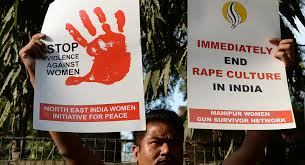 STOP
VIOLENCE
AGAINST
WOMEN
NORTH EAST INDIA WOMEN
INITIATIVE FOR PEACE
IMMEDIATELY
END
RAPE CULTURE
IN INDIA
MANIPUR WOMEN
GUN SURVIVOR NETWORK